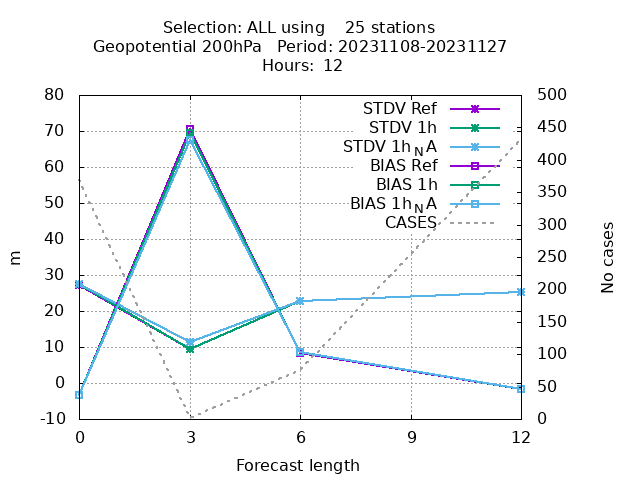 Selection: ALL using    25 stations
Geopotential 200hPa   Period: 20231108-20231127
Hours:  12
80
70
60
50
40
30
20
10
0
-10
m
STDV Ref
STDV 1h
STDV 1h_NA
BIAS Ref
BIAS 1h
BIAS 1h_NA
CASES
500
450
400
350
300
250
200
150
100
50
0
No cases
0 3 6 9 12
Forecast length